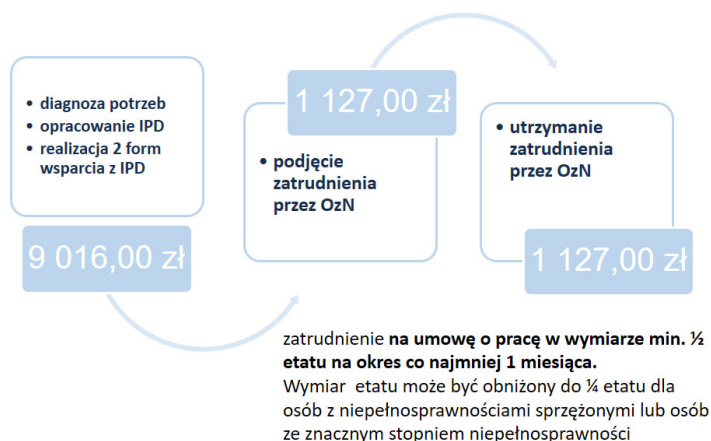 • diagnoza potrzeb
• opracowanie IPD
• realizacja 2 form
wsparcia z IPD
9 016,00 zł
1 127,00 zł
• podjęcie
zatrudnienia
przez OzN
• utrzymanie
zatrudnienia
przez OzN
1 127,00 zł
zatrudnienie na umowę o pracę w wymiarze min. ½
etatu na okres co najmniej 1 miesiąca.
Wymiar etatu może być obniżony do ¼ etatu dla
osób z niepełnosprawnościami sprzężonymi lub osób
ze znacznym stopniem niepełnosprawności